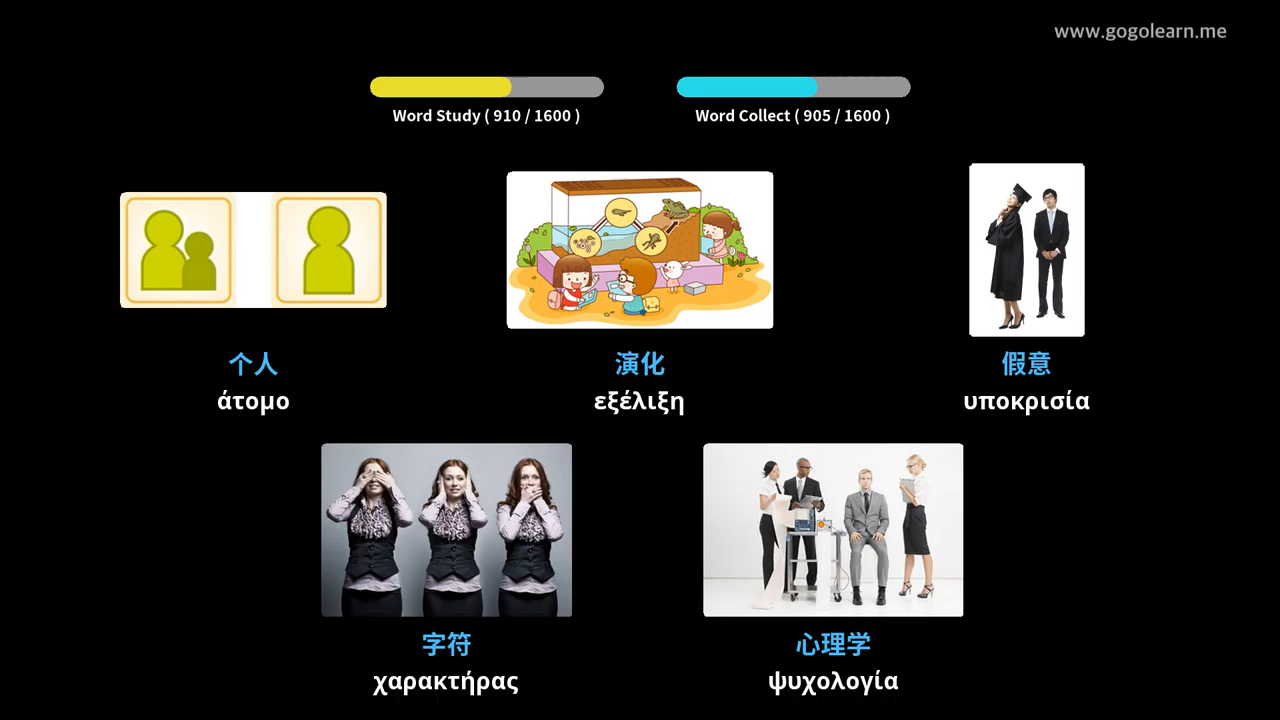 www.gogolearn.me
Word Study ( 910 / 1600 )
Word Collect ( 905 / 1600 )
个人
άτομο
演化
εξέλιξη
假意
υποκρισία
字符
χαρακτήρας
心理学
ψυχολογία